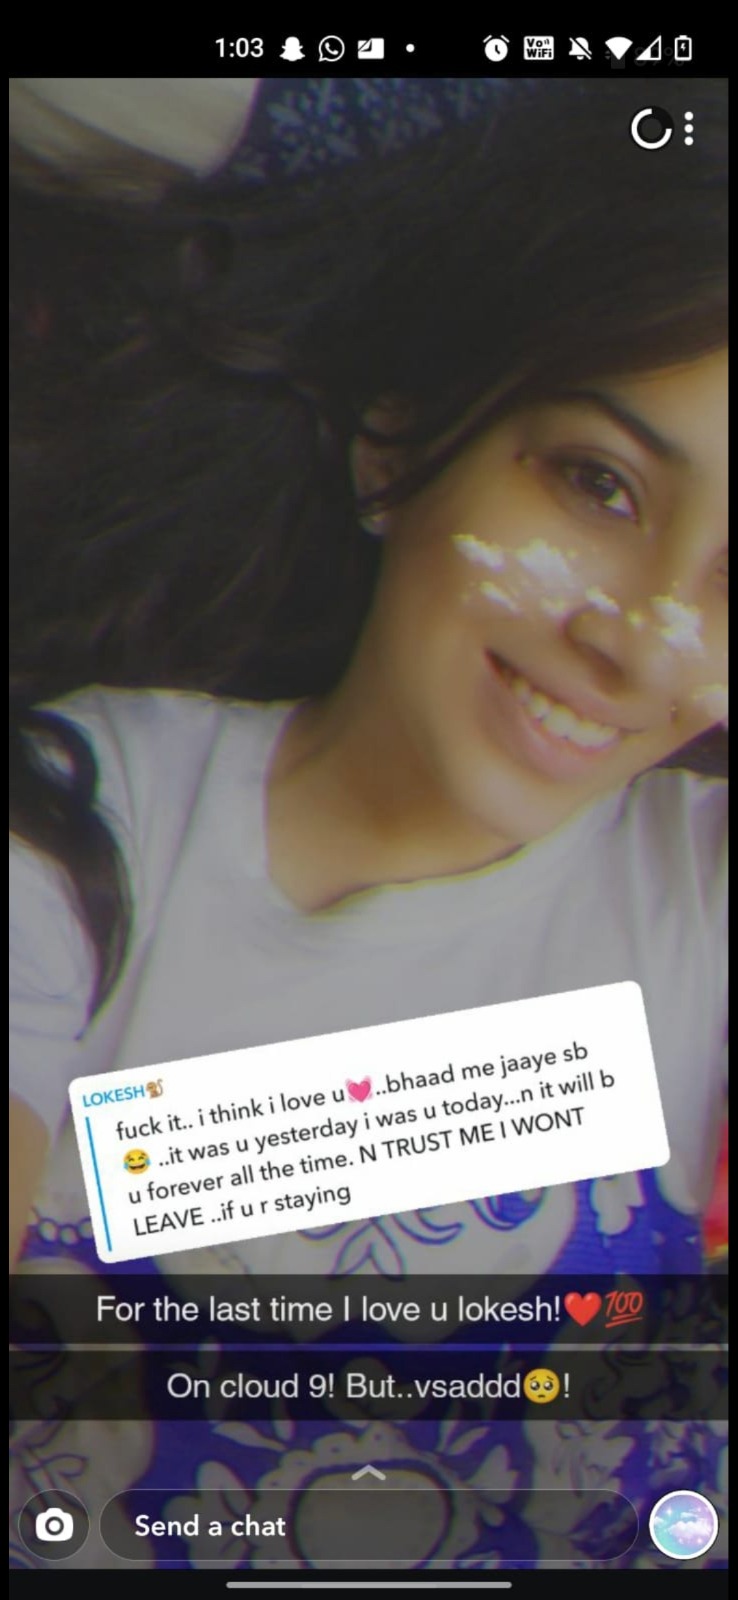 1:03
Vo WiFi
LOKESH🐒
fuck it.. i think i love u💓..bhaad me jaaye sb
😂 ..it was u yesterday i was u today...n it will b
u forever all the time. N TRUST ME I WONT
LEAVE ..if u r staying
For the last time I love u lokesh!❤️💯
On cloud 9! But..vsaddd🥺!
Send a chat